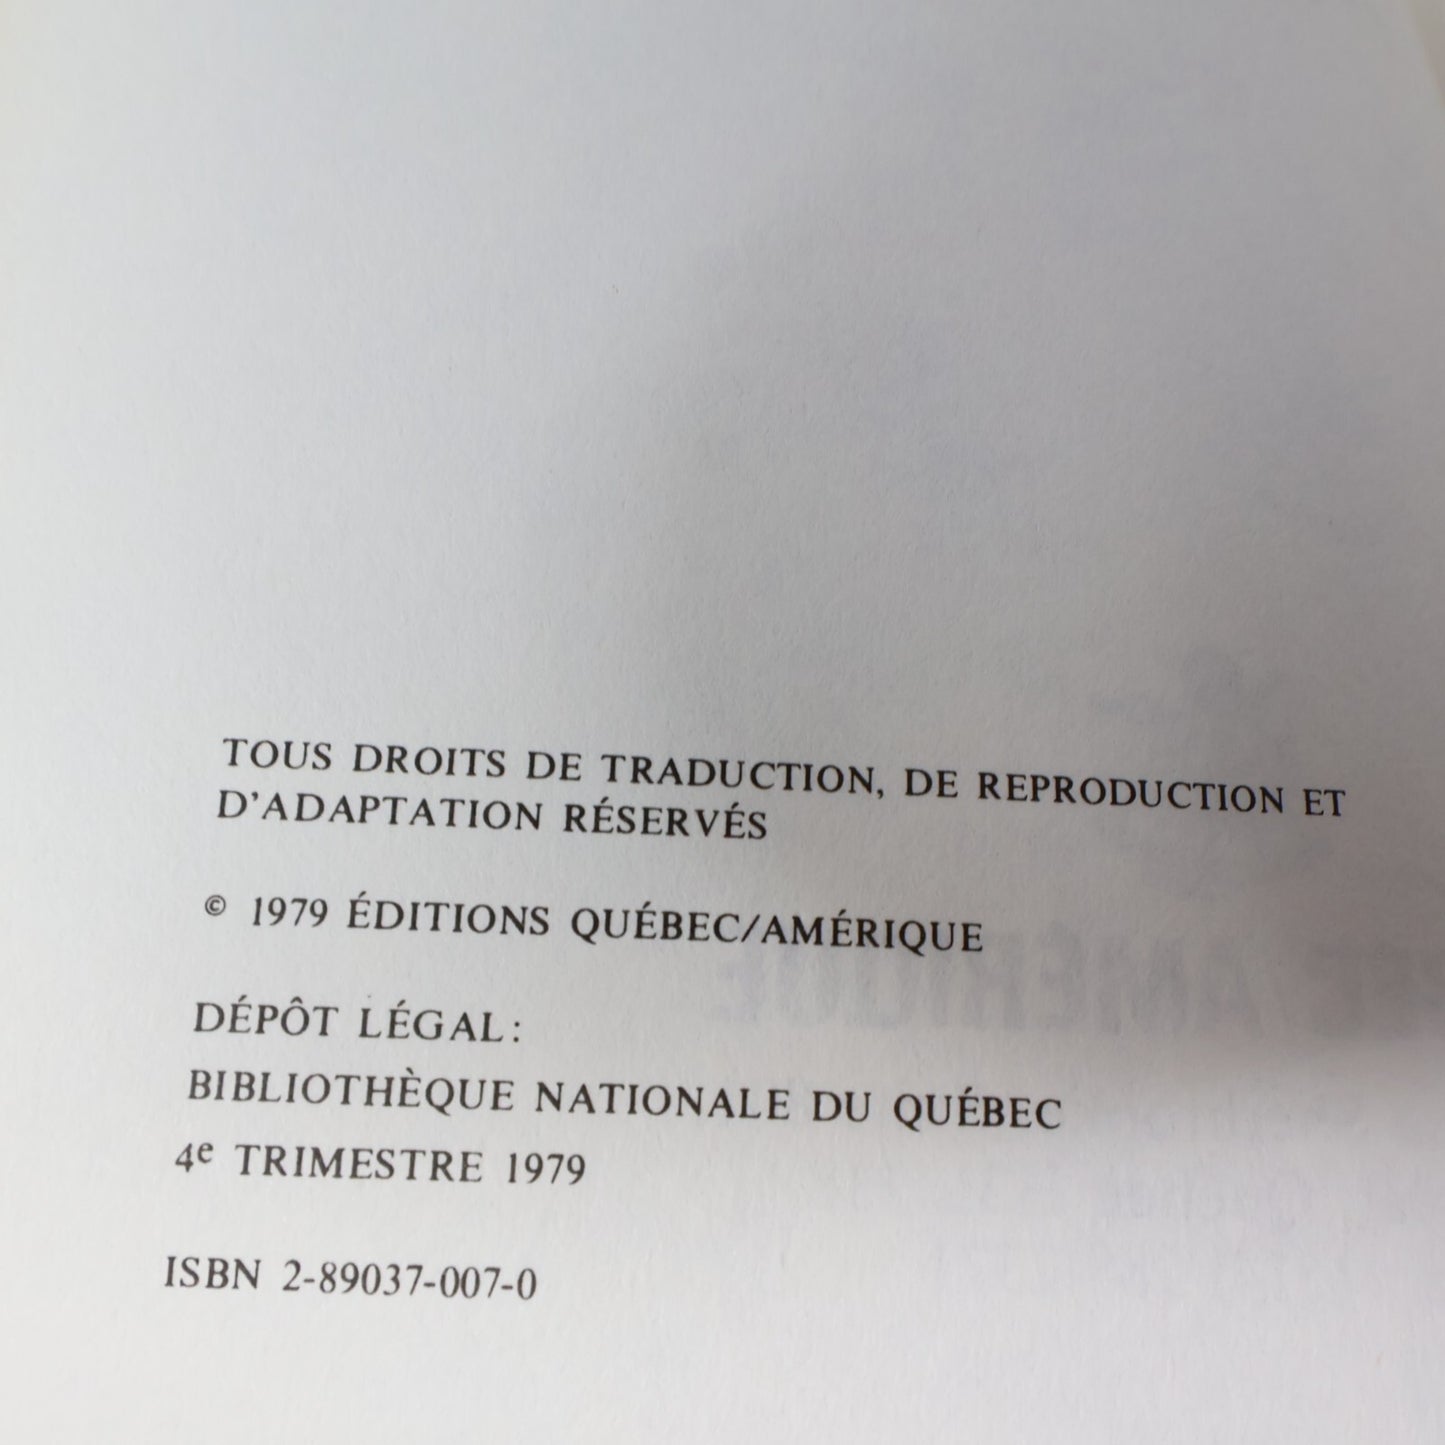 TOUS DROITS DE TRADUCTION, DE REPRODUCTION ET
D'ADAPTATION RÉSERVÉS
© 1979 ÉDITIONS QUÉBEC/AMÉRIQUE
DÉPÔT LÉGAL:
BIBLIOTHÈQUE NATIONALE DU QUÉBEC
4e TRIMESTRE 1979
ISBN 2-89037-007-0